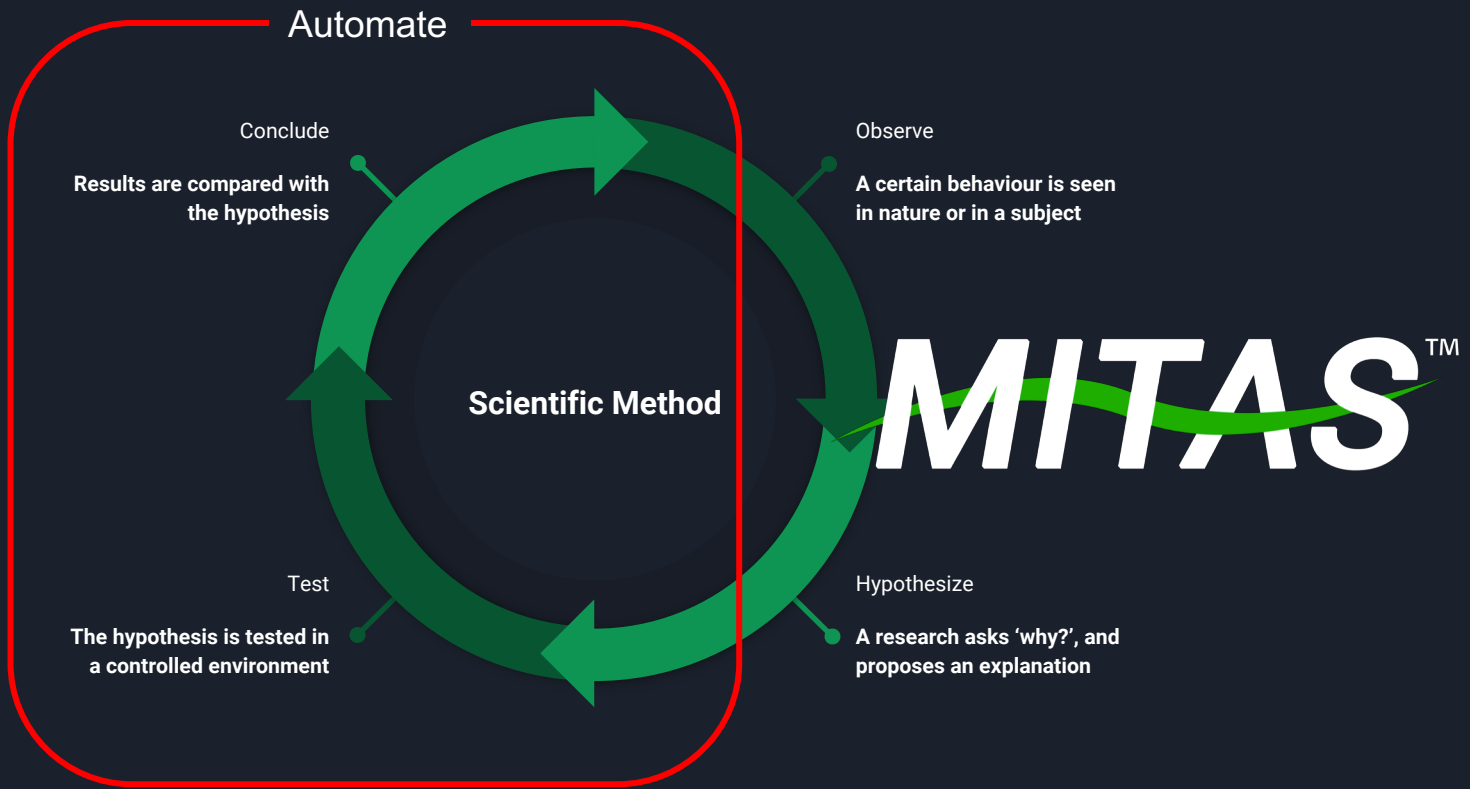 Automate
Conclude
Results are compared with
the hypothesis
Observe
A certain behaviour is seen
in nature or in a subject
Scientific Method
MITAS™
Test
The hypothesis is tested in
a controlled environment
Hypothesize
A research asks ‘why?’, and
proposes an explanation